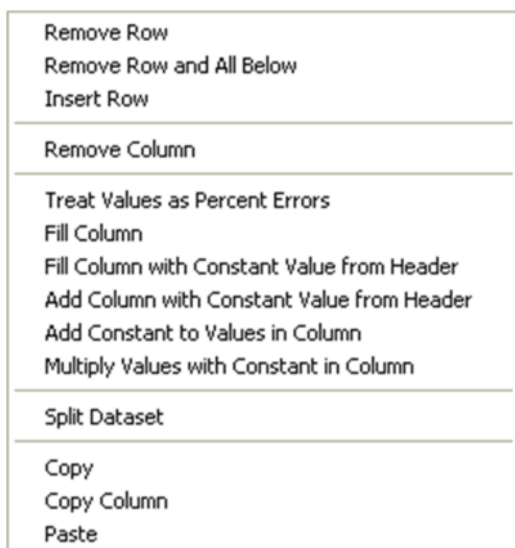 Remove Row
Remove Row and All Below
Insert Row
Remove Column
Treat Values as Percent Errors
Fill Column
Fill Column with Constant Value from Header
Add Column with Constant Value from Header
Add Constant to Values in Column
Multiply Values with Constant in Column
Split Dataset
Copy
Copy Column
Paste